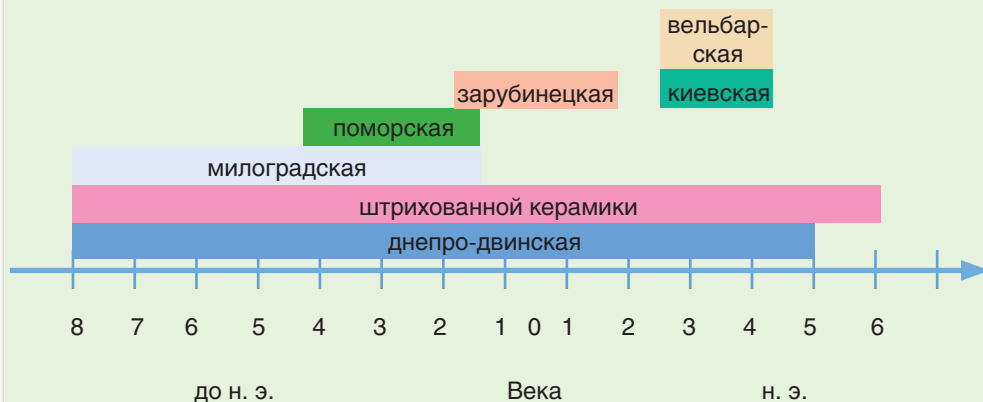 вельбар-
ская
зарубинецкая
киевская
поморская
милоградская
штрихованной керамики
днепро-двинская
8 7 6 5 4 3 2 1 0 1 2 3 4 5 6
до н. э. Века н. э.